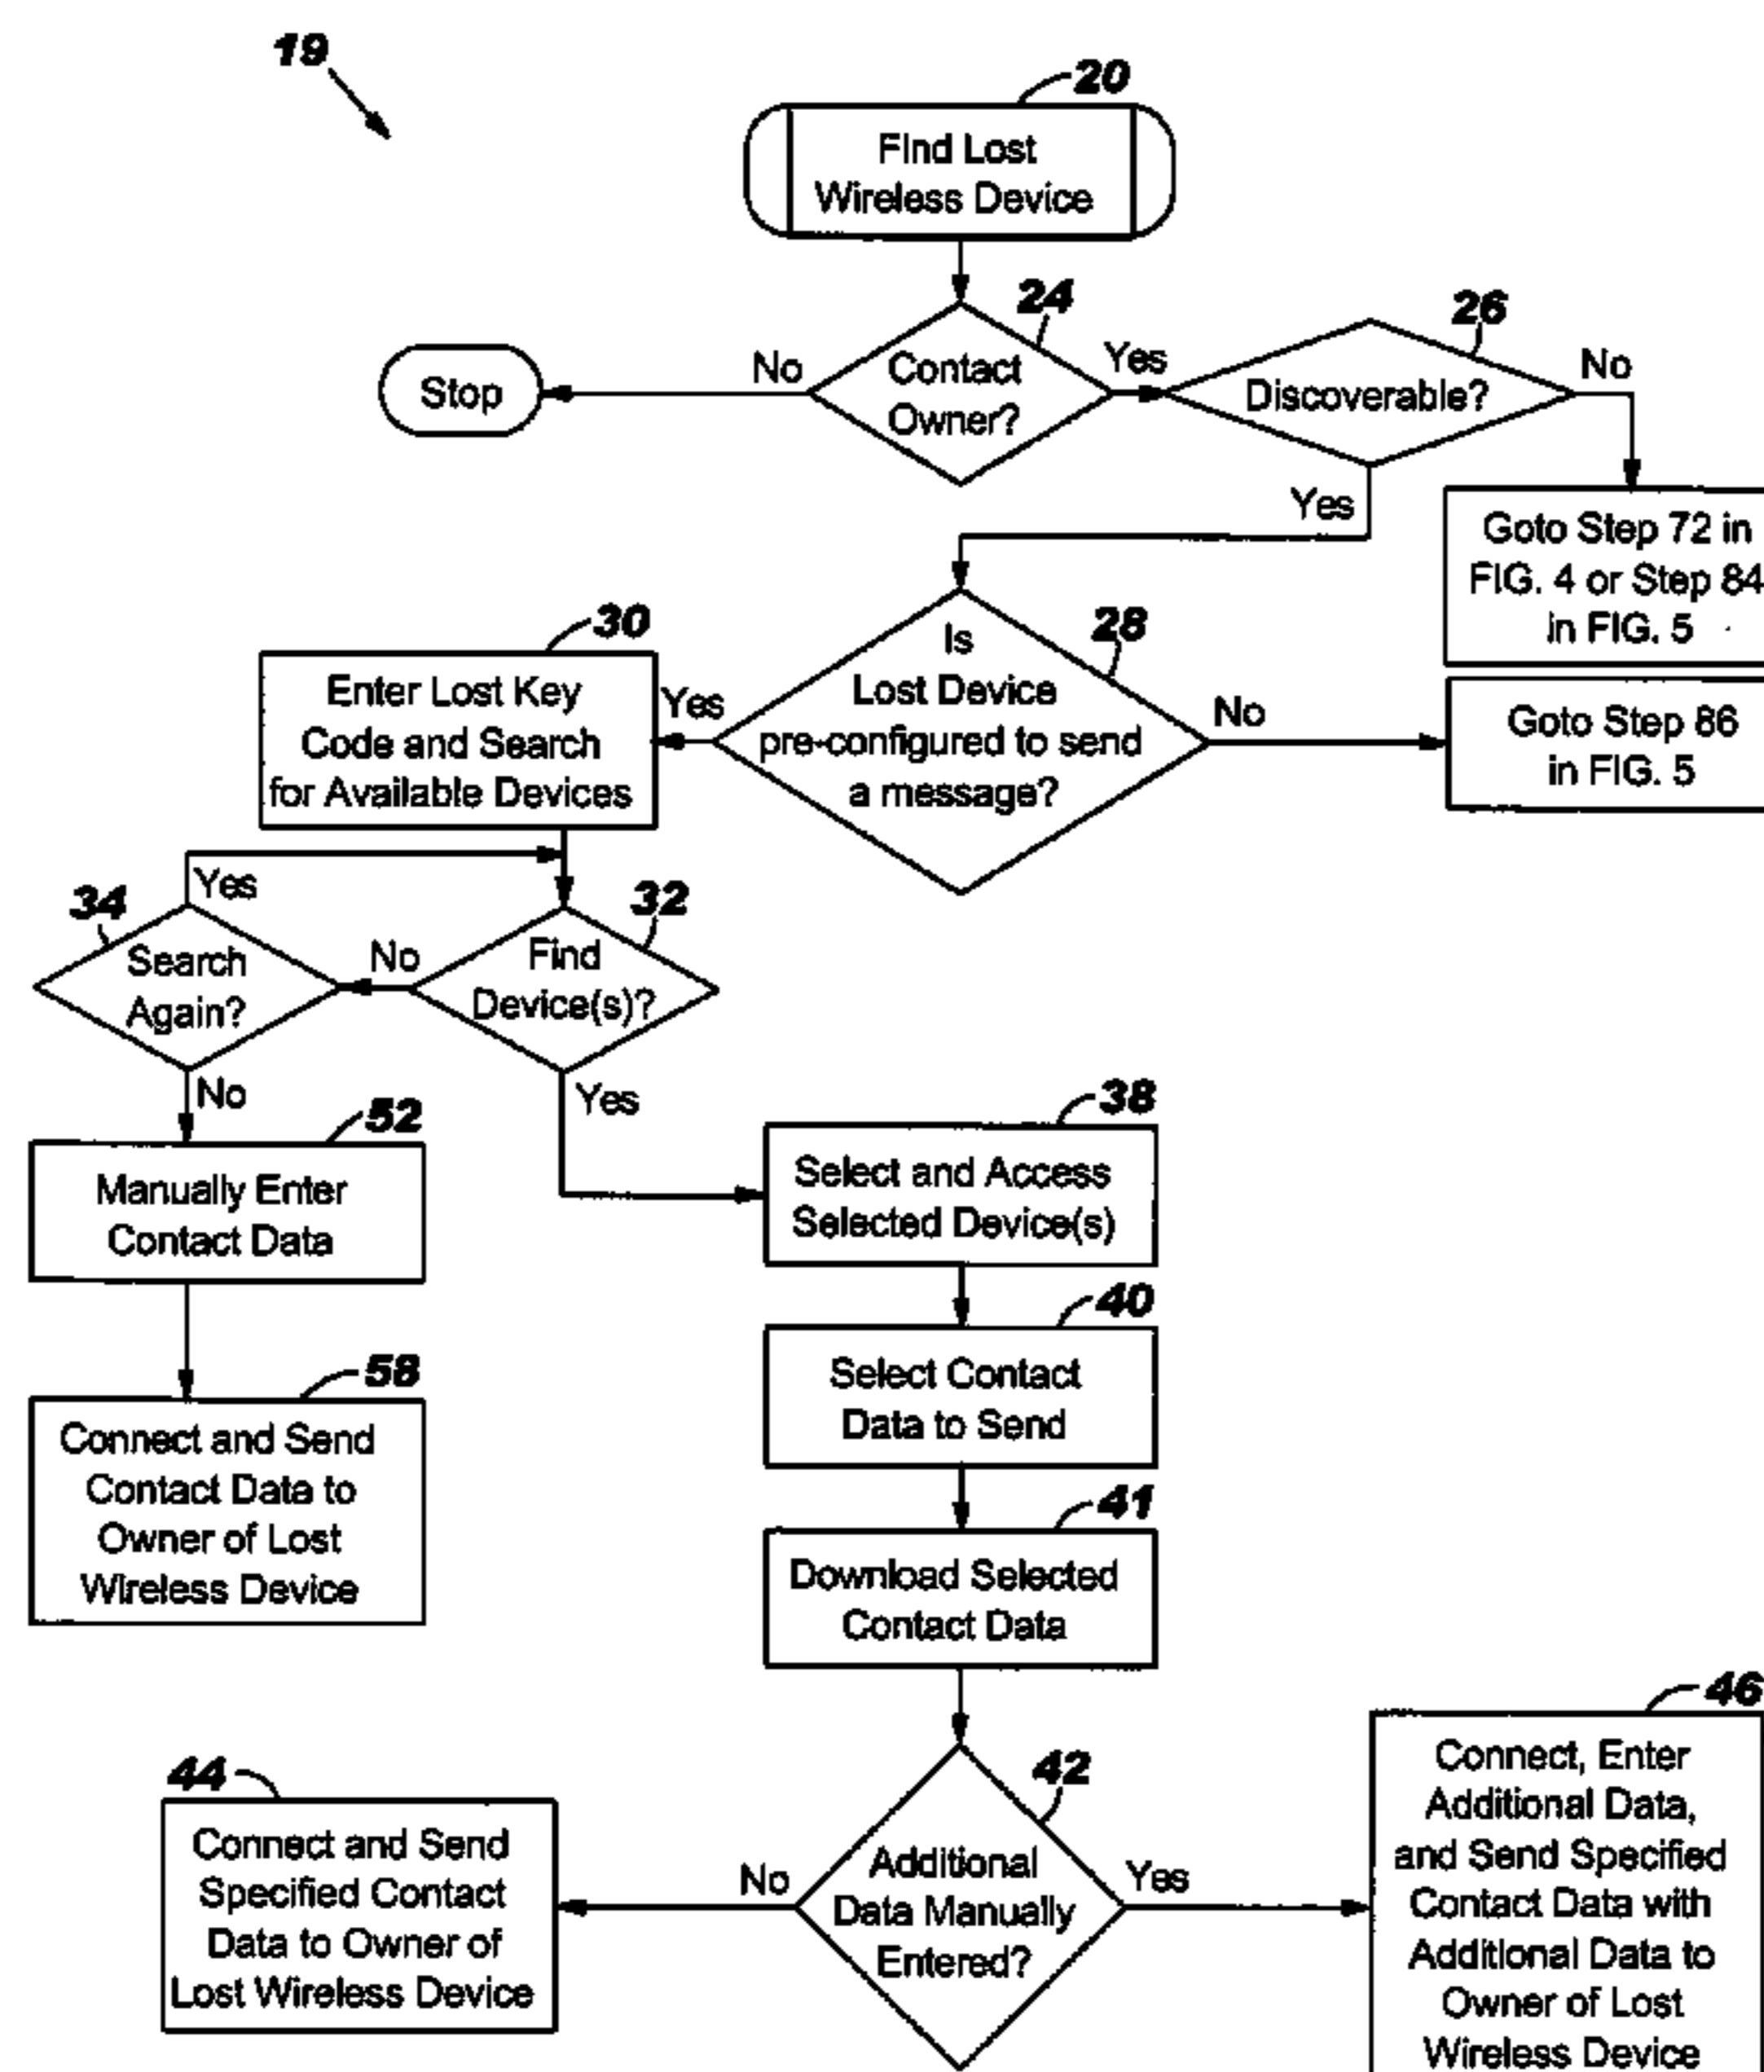 19
20
Find Lost
Wireless Device
24
Contact
Owner?
No
Stop
Yes
26
Discoverable?
No
Goto Step 72 in
FIG. 4 or Step 84
in FIG. 5
Yes
28
Is
Lost Device
pre-configured to send
a message?
No
Goto Step 86
in FIG. 5
Yes
30
Enter Lost Key
Code and Search
for Available Devices
32
Find
Device(s)?
No
34
Search
Again?
Yes
No
52
Manually Enter
Contact Data
58
Connect and Send
Contact Data to
Owner of Lost
Wireless Device
Yes
38
Select and Access
Selected Device(s)
40
Select Contact
Data to Send
41
Download Selected
Contact Data
42
Additional
Data Manually
Entered?
No
44
Connect and Send
Specified Contact
Data to Owner of
Lost Wireless Device
Yes
46
Connect, Enter
Additional Data,
and Send Specified
Contact Data with
Additional Data to
Owner of Lost
Wireless Device